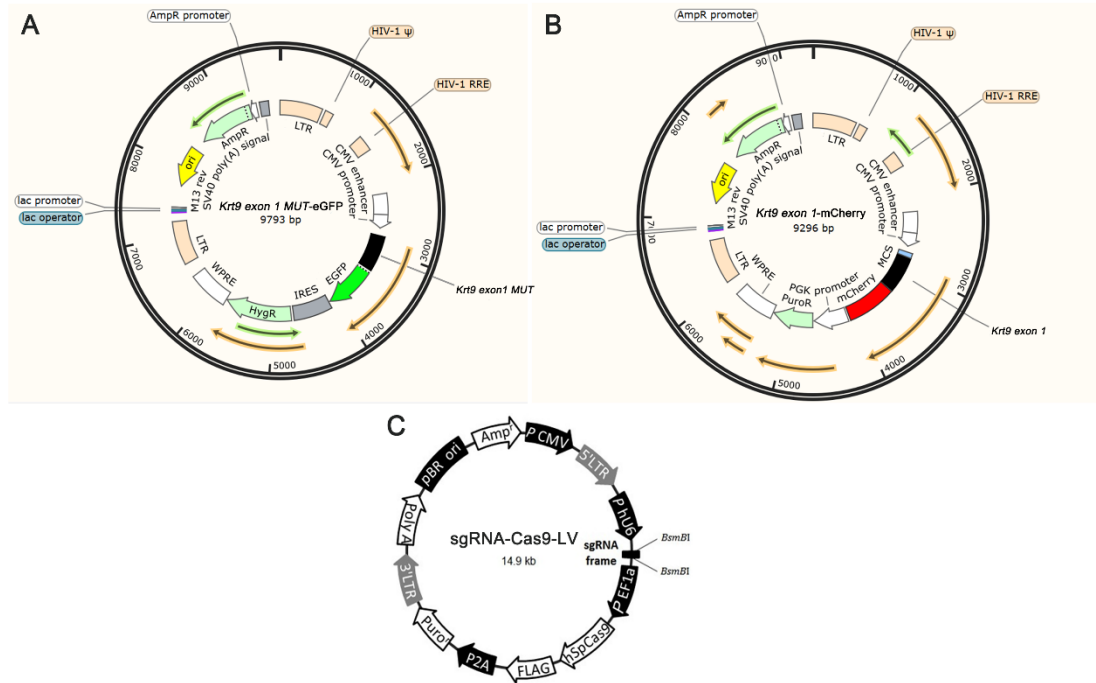 A
AmpR promoter
HIV-1 ψ
HIV-1 RRE
9000
1000
2000
3000
4000
5000
6000
7000
8000
LTR
AmpR
SV40 poly(A) signal
ori
M13 rev
lac promoter
lac operator
CMV enhancer
CMV promoter
Krt9 exon 1 MUT-eGFP
9793 bp
LTR
WPRE
HygR
IRES
EGFP
Krt9 exon1 MUT
B
AmpR promoter
HIV-1 ψ
HIV-1 RRE
1000
2000
3000
4000
5000
8000
LTR
AmpR
SV40 poly(A) signal
ori
M13 rev
lac promoter
lac operator
CMV enhancer
CMV promoter
Krt9 exon 1-mCherry
9296 bp
LTR
WPRE
PGK promoter
PuroR
mCherry
MCS
Krt9 exon 1
C
Ampʳ
P CMV
5'LTR
P hU6
sgRNA
frame
BsmB1
BsmB1
P EF1a
hSpCas9
FLAG
P2A
Puroʳ
3'LTR
Poly A
pBR ori
sgRNA-Cas9-LV
14.9 kb